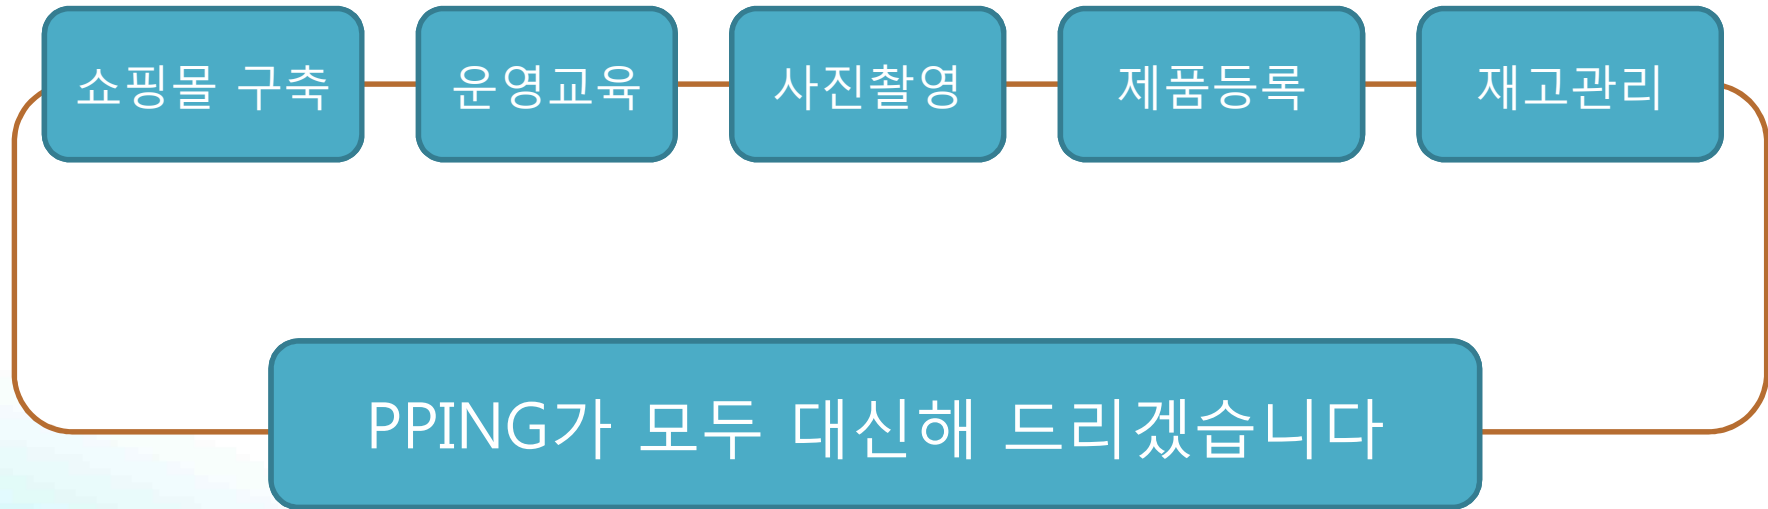 쇼핑몰 구축
운영교육
사진촬영
제품등록
재고관리
PPING가 모두 대신해 드리겠습니다